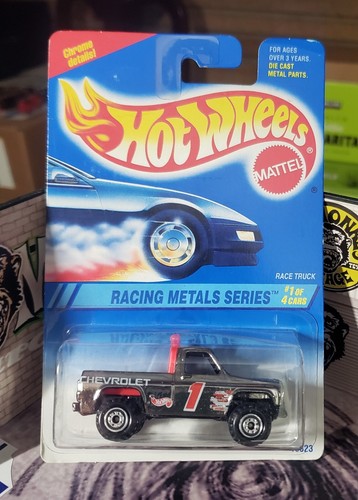 Chrome
details!
FOR AGES
OVER 3 YEARS.
DIE CAST
METAL PARTS.
Hot Wheels®
MATTEL
®
RACE TRUCK
RACING METALS SERIES™
#1 OF
4 CARS
CHEVROLET
1